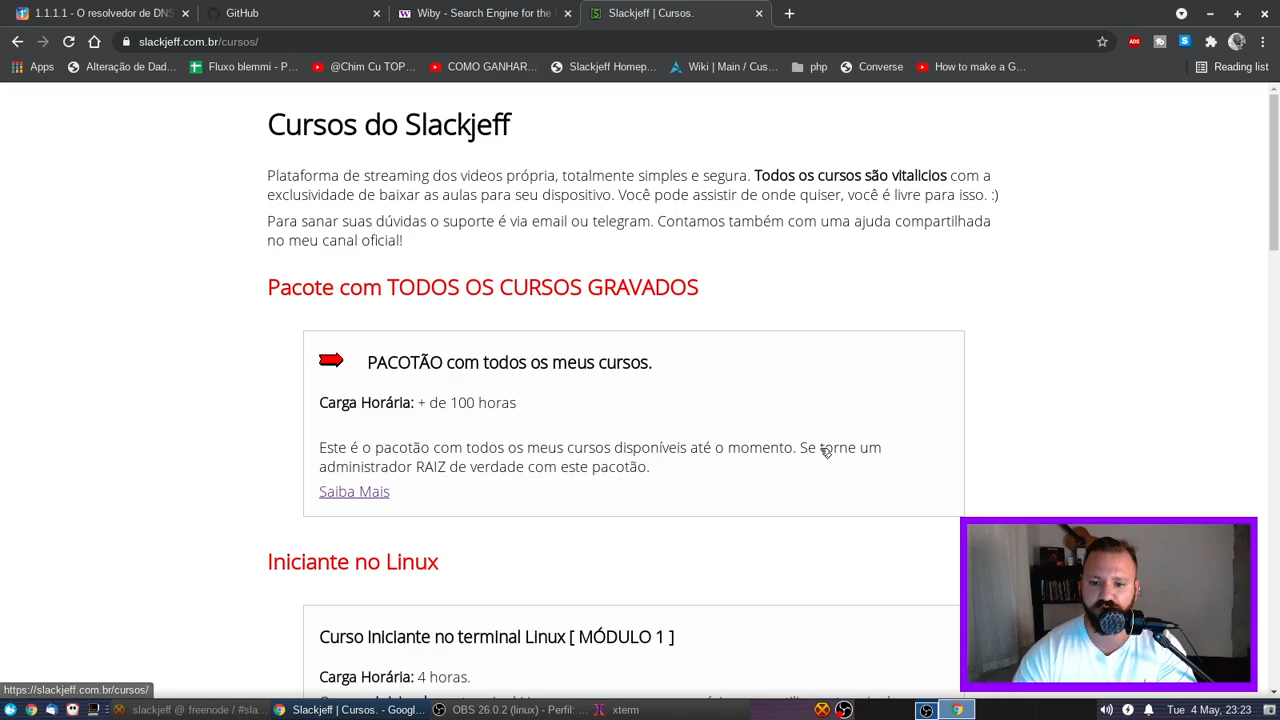 1.1.1.1 — O resolvedor de DNS
GitHub
Wiby - Search Engine for the
Slackjeff | Cursos.
slackjeff.com.br/cursos/
Apps
Alteração de Dad...
Fluxo blemmi - P...
@Chim Cu TOP...
COMO GANHAR...
Slackjeff Homep...
Wiki | Main / Cus...
php
Converse
How to make a G...
Reading list
Cursos do Slackjeff
Plataforma de streaming dos videos própria, totalmente simples e segura. Todos os cursos são vitalicios com a
exclusividade de baixar as aulas para seu dispositivo. Você pode assistir de onde quiser, você é livre para isso. :)
Para sanar suas dúvidas o suporte é via email ou telegram. Contamos também com uma ajuda compartilhada
no meu canal oficial!
Pacote com TODOS OS CURSOS GRAVADOS
PACOTÃO com todos os meus cursos.
Carga Horária: + de 100 horas
Este é o pacotão com todos os meus cursos disponíveis até o momento. Se torne um
administrador RAIZ de verdade com este pacotão.
Saiba Mais
Iniciante no Linux
Curso Iniciante no terminal Linux [ MÓDULO 1 ]
Carga Horária: 4 horas.
https://slackjeff.com.br/cursos/
slackjeff @ freenode / #sla...
Slackjeff | Cursos. - Googl...
OBS 26.0.2 (linux) - Perfil: ...
xterm
Tue 4 May, 23:23